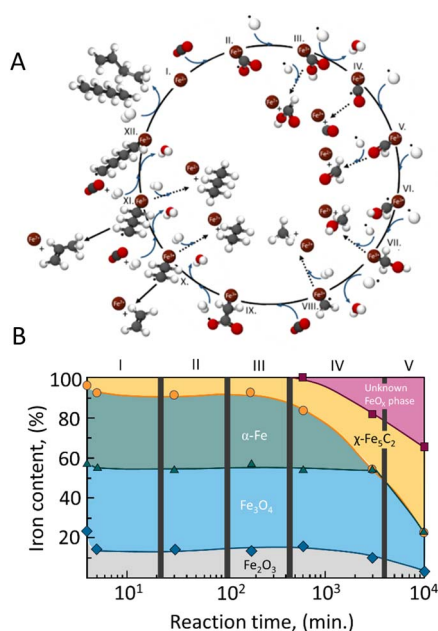 A
I.
II.
III.
IV.
V.
VI.
VII.
VIII.
IX.
X.
XI.
XII.
B
I II III IV V
100
80
60
40
20
Iron content, (%)
Unknown
FeOₓ phase
χ-Fe₅C₂
α-Fe
Fe₃O₄
Fe₂O₃
10¹ 10² 10³ 10⁴
Reaction time, (min.)